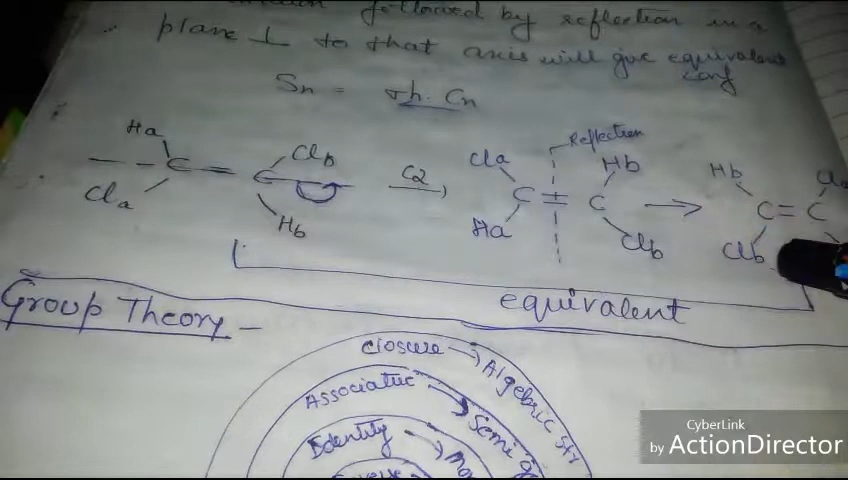 followed by reflection in a
plane ⊥ to that axis will give equivalent
conf
Sn = σh. Cn
Ha
C = C
Clb
Cla
Hb
C2
Reflection
Cla
Hb
C = C
Ha
Clb
Hb
C = C
Clb
equivalent
Group Theory –
Closure → Algebric
Associative → Semi
Identity →
CyberLink
by ActionDirector